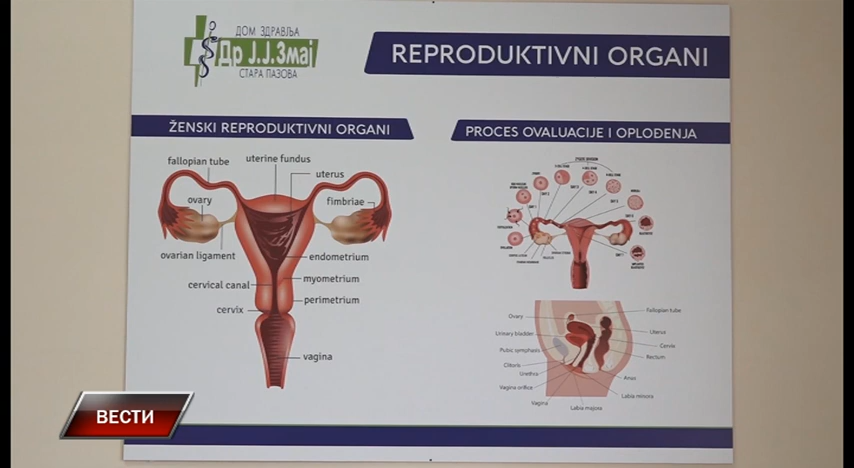 ДОМ ЗДРАВЉА
Др Ј.Ј.Змај
СТАРА ПАЗОВА
REPRODUKTIVNI ORGANI
ŽENSKI REPRODUKTIVNI ORGANI
fallopian tube
uterine fundus
uterus
ovary
fimbriae
ovarian ligament
endometrium
cervical canal
myometrium
perimetrium
cervix
vagina
PROCES OVALUACIJE I OPLOĐENJA
Ovary
Fallopian tube
Urinary bladder
Uterus
Pubic symphysis
Cervix
Rectum
Clitoris
Urethra
Anus
Vagina orifice
Labia minora
Vagina
Labia majora
ВЕСТИ